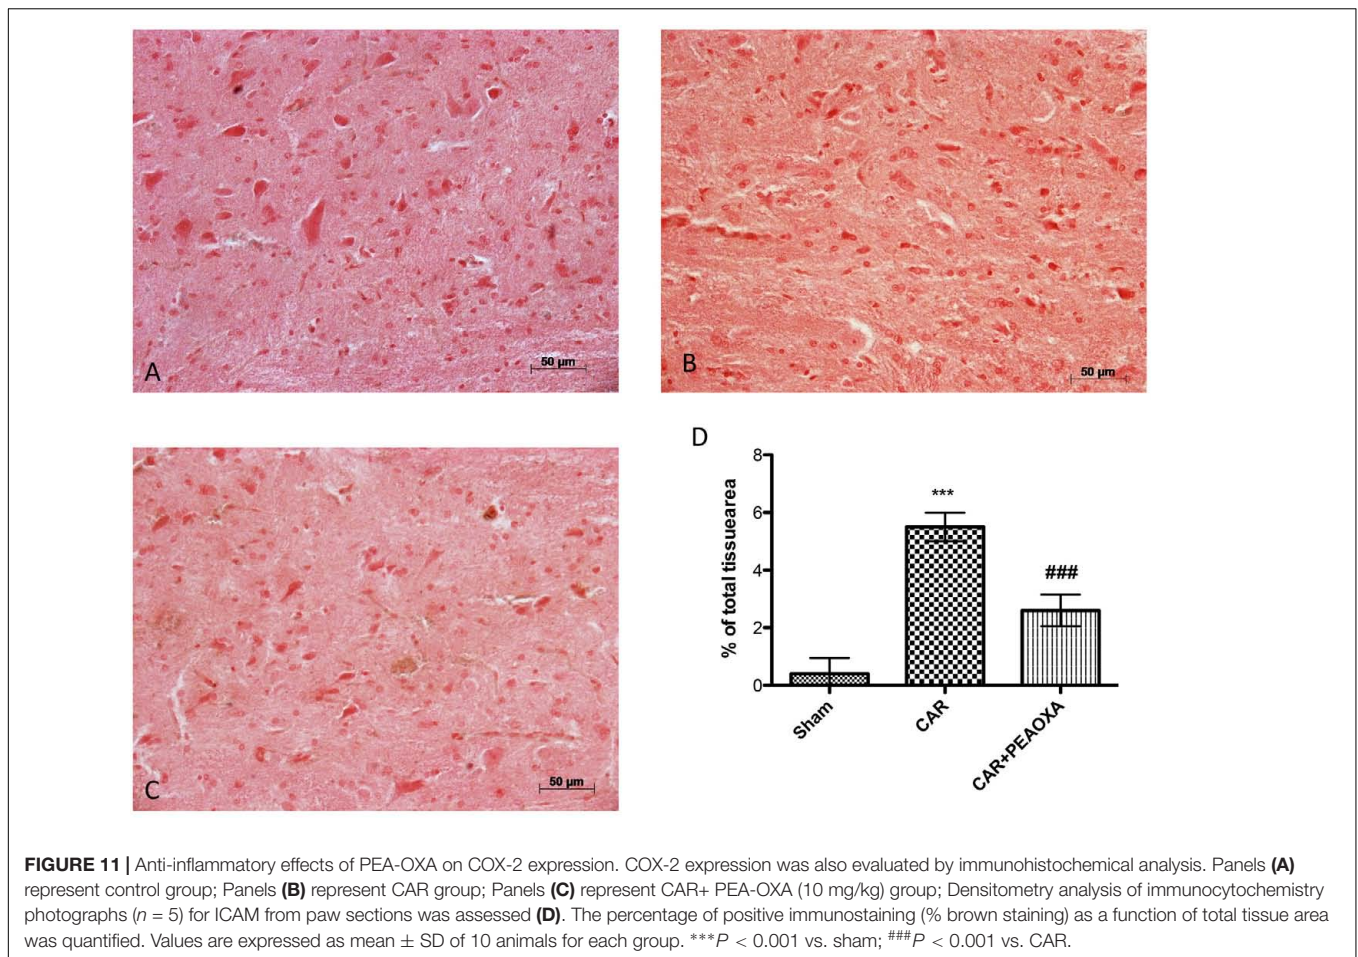 50 µm
A
50 µm
B
50 µm
C
D
8
6
4
2
0
% of total tissuearea
***
###
Sham
CAR
CAR+PEAOXA
FIGURE 11 | Anti-inflammatory effects of PEA-OXA on COX-2 expression. COX-2 expression was also evaluated by immunohistochemical analysis. Panels (A)
represent control group; Panels (B) represent CAR group; Panels (C) represent CAR+ PEA-OXA (10 mg/kg) group; Densitometry analysis of immunocytochemistry
photographs (n = 5) for ICAM from paw sections was assessed (D). The percentage of positive immunostaining (% brown staining) as a function of total tissue area
was quantified. Values are expressed as mean ± SD of 10 animals for each group. ***P < 0.001 vs. sham; ###P < 0.001 vs. CAR.